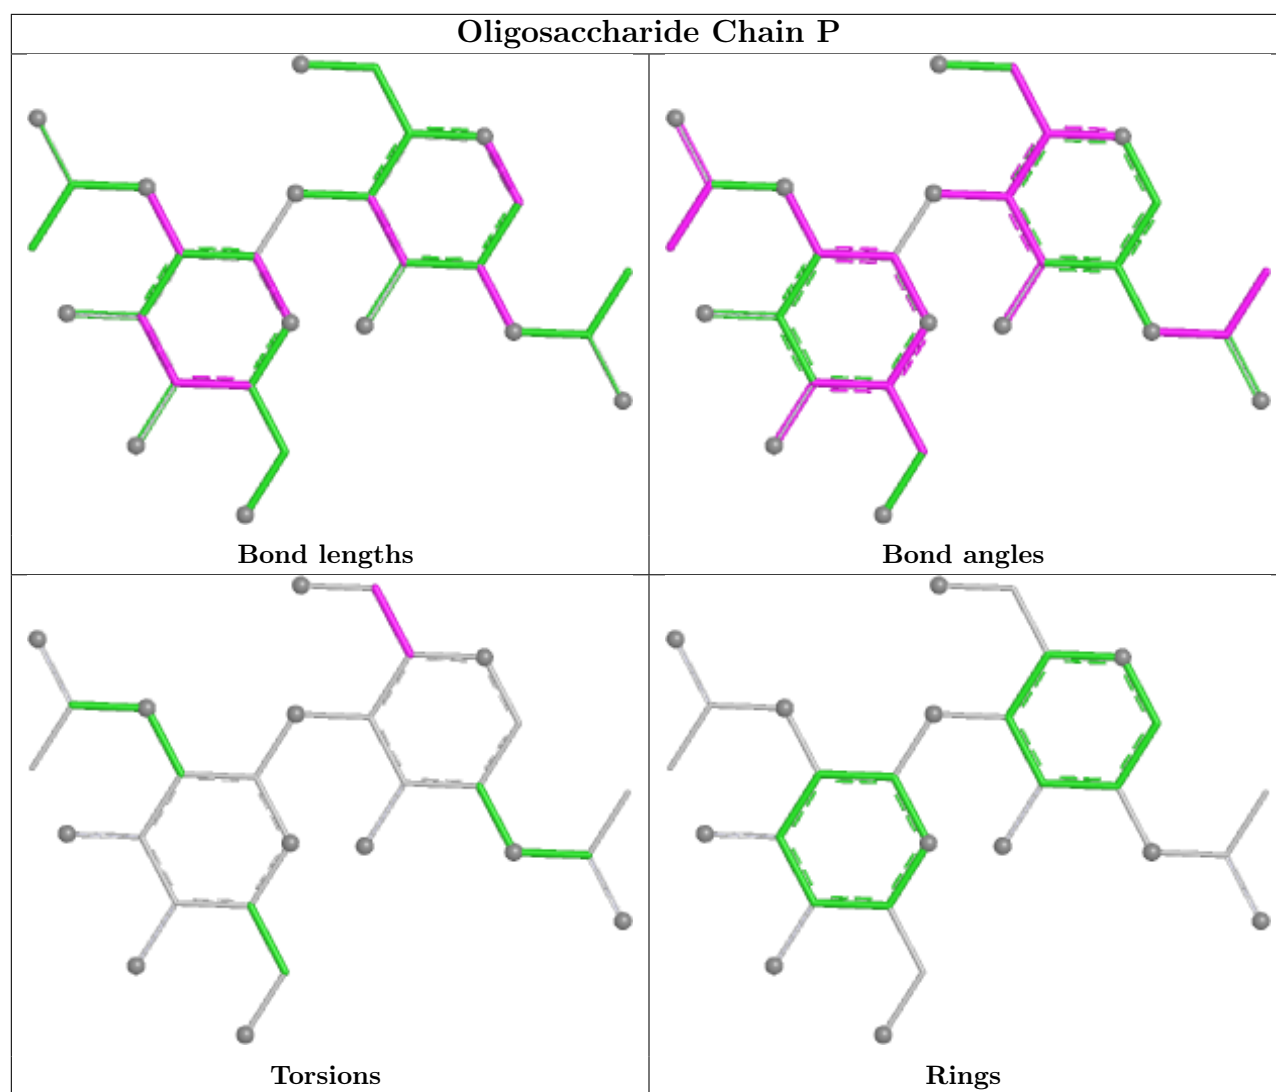 Oligosaccharide Chain P
Bond lengths
Bond angles
Torsions
Rings